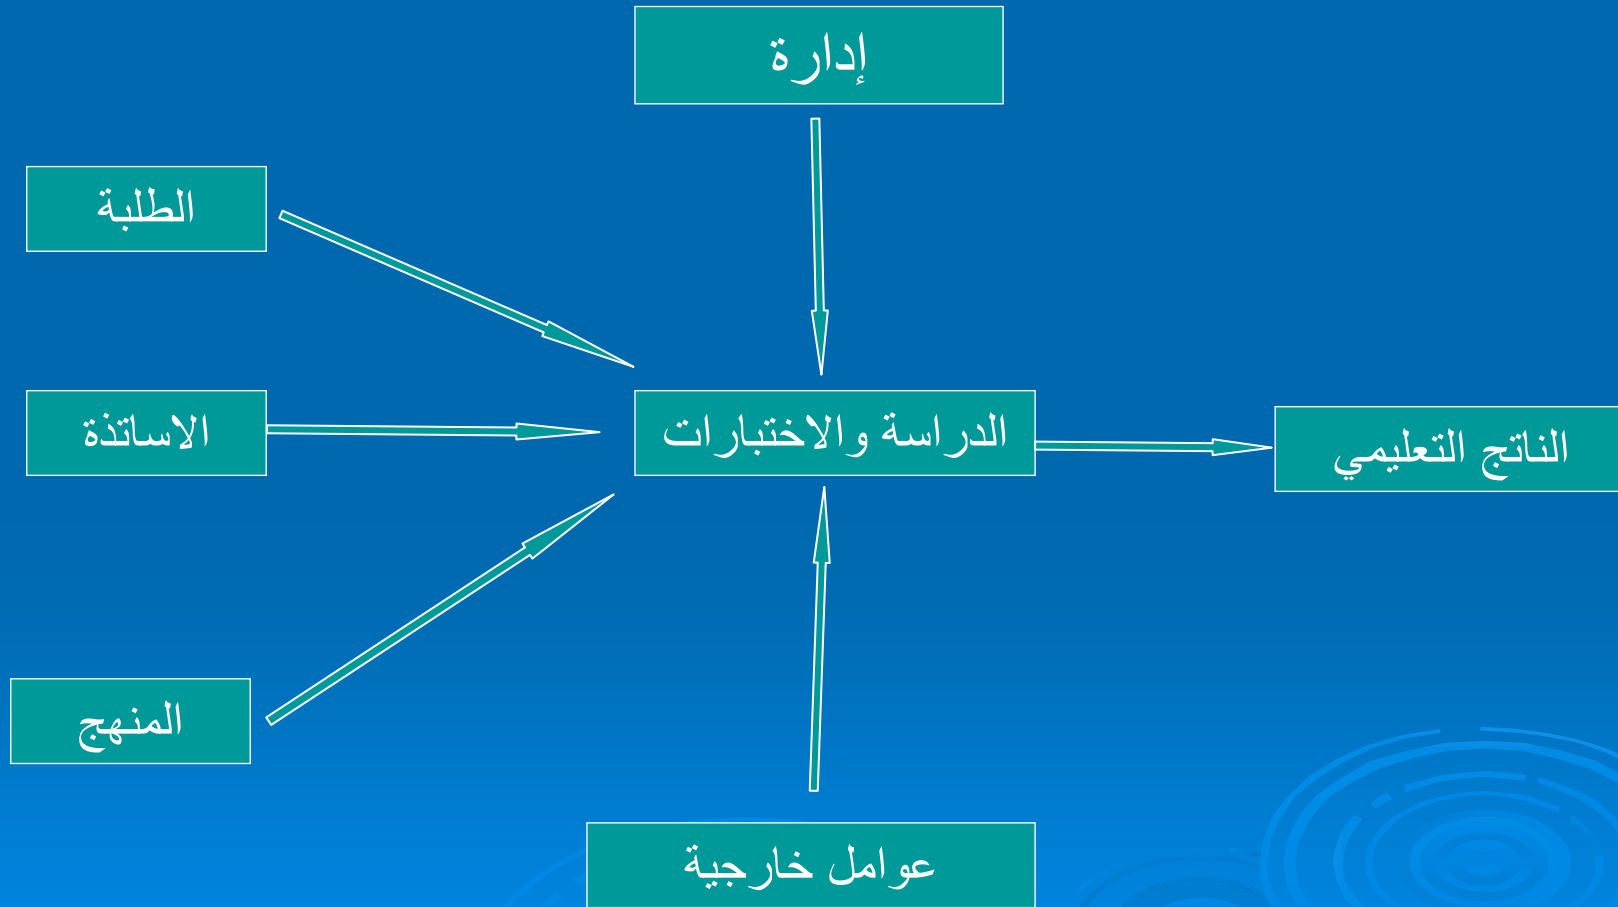 إدارة
الطلبة
الاساتذة
الدراسة والاختبارات
الناتج التعليمي
المنهج
عوامل خارجية